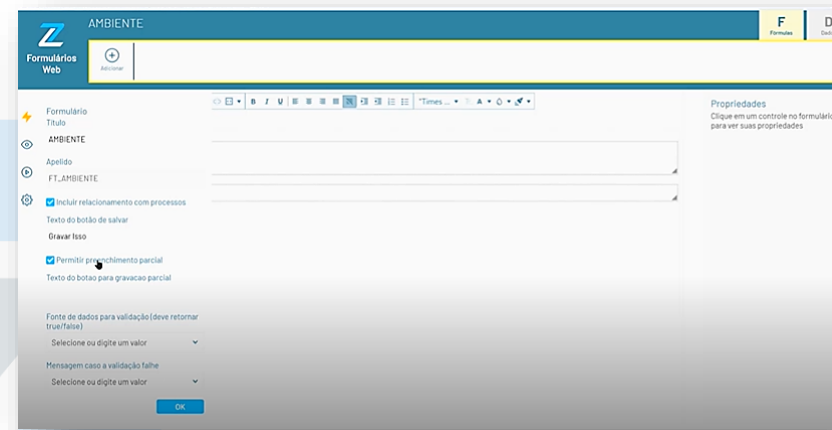 AMBIENTE
F
Fórmulas
D
Formulários
Web
Adicionar
B I U
"Times ...
A
Formulário
Título
AMBIENTE
Apelido
FT_AMBIENTE
Incluir relacionamento com processos
Texto do botão de salvar
Gravar Isso
Permitir preenchimento parcial
Texto do botao para gravacao parcial
Fonte de dados para validação (deve retornar
true/false)
Selecione ou digite um valor
Mensagem caso a validação falhe
Selecione ou digite um valor
OK
Propriedades
Clique em um controle no formulário
para ver suas propriedades